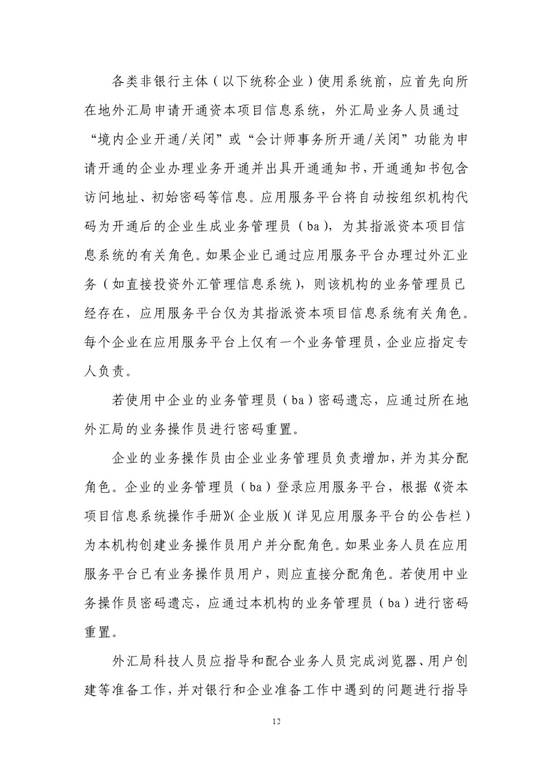 各类非银行主体（以下统称企业）使用系统前，应首先向所
在地外汇局申请开通资本项目信息系统，外汇局业务人员通过
“境内企业开通/关闭”或“会计师事务所开通/关闭”功能为申
请开通的企业办理业务开通并出具开通通知书，开通通知书包含
访问地址、初始密码等信息。应用服务平台将自动按组织机构代
码为开通后的企业生成业务管理员（ba），为其指派资本项目信
息系统的有关角色。如果企业已通过应用服务平台办理过外汇业
务（如直接投资外汇管理信息系统），则该机构的业务管理员已
经存在，应用服务平台仅为其指派资本项目信息系统有关角色。
每个企业在应用服务平台上仅有一个业务管理员，企业应指定专
人负责。
若使用中企业的业务管理员（ba）密码遗忘，应通过所在地
外汇局的业务操作员进行密码重置。
企业的业务操作员由企业业务管理员负责增加，并为其分配
角色。企业的业务管理员（ba）登录应用服务平台，根据《资本
项目信息系统操作手册》（企业版）（详见应用服务平台的公告栏）
为本机构创建业务操作员用户并分配角色。如果业务人员在应用
服务平台已有业务操作员用户，则应直接分配角色。若使用中业
务操作员密码遗忘，应通过本机构的业务管理员（ba）进行密码
重置。
外汇局科技人员应指导和配合业务人员完成浏览器、用户创
建等准备工作，并对银行和企业准备工作中遇到的问题进行指导
12